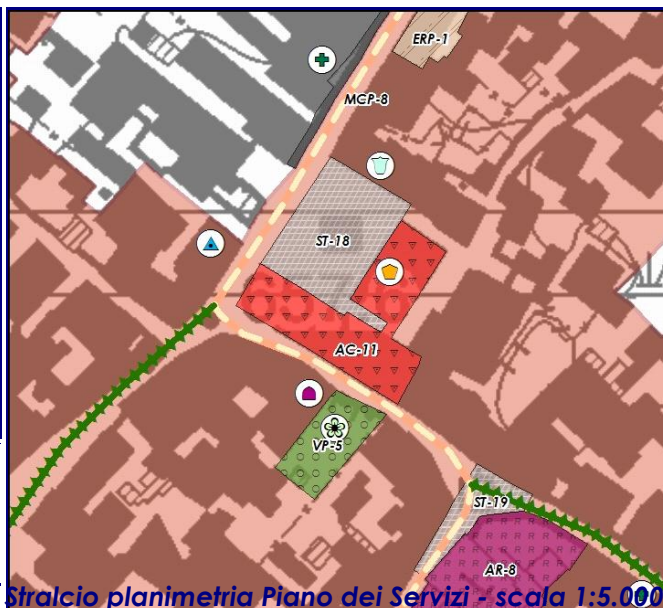 ERP-1
MCP-8
ST-18
AC-11
VP-5
ST-19
AR-8
Stralcio planimetria Piano dei Servizi - scala 1:5.000